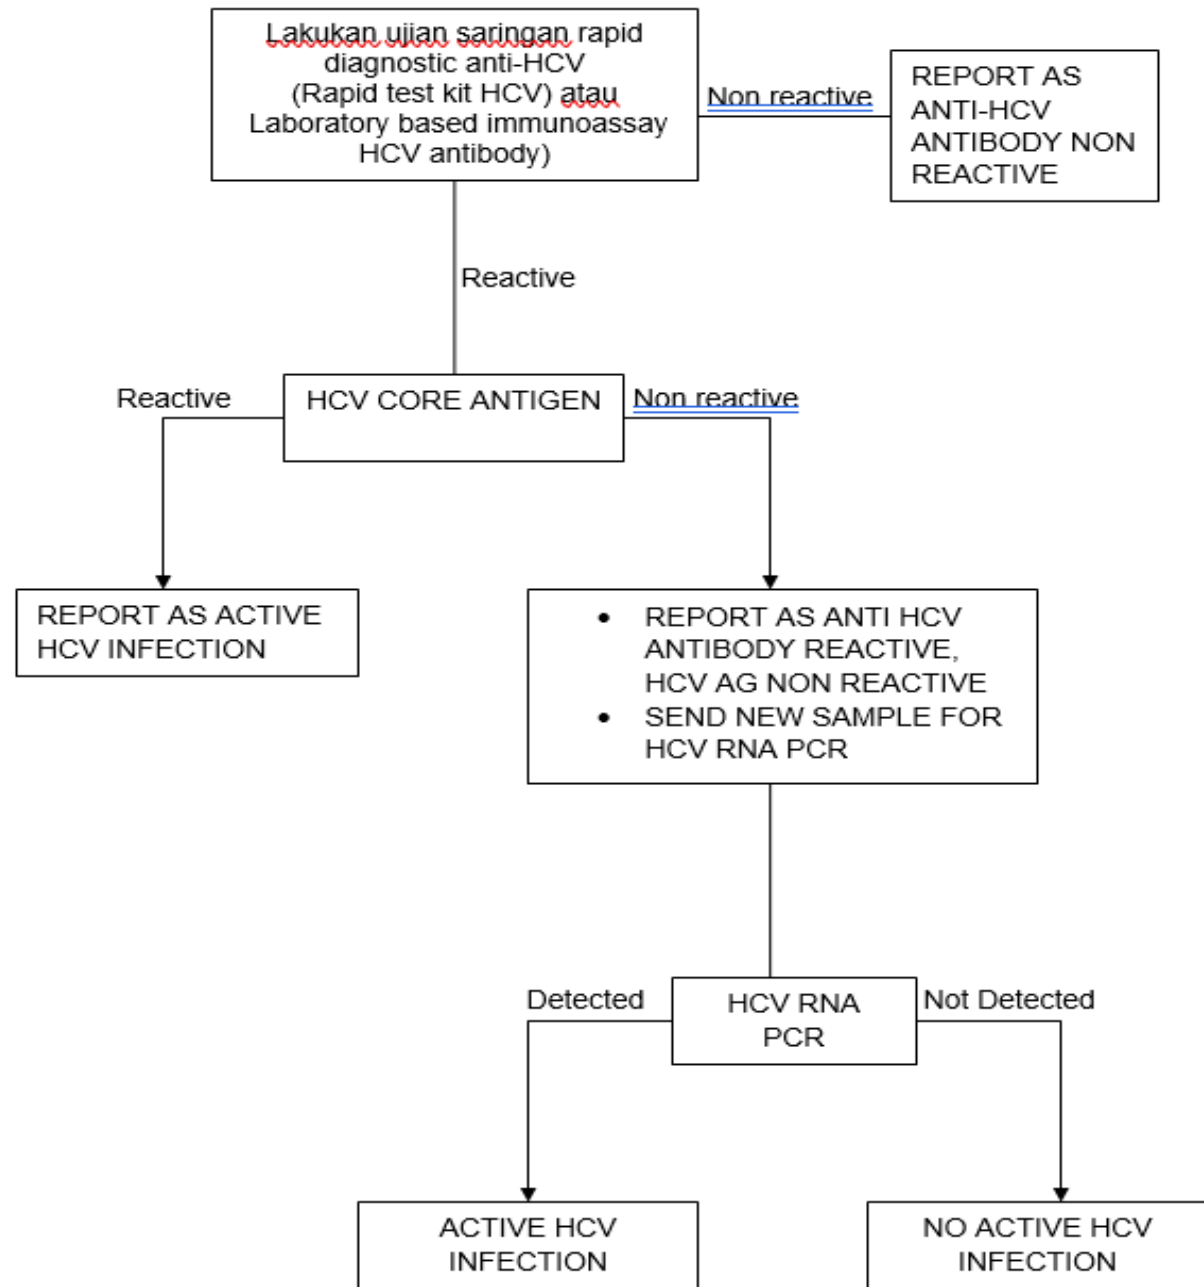 Lakukan ujian saringan rapid
diagnostic anti-HCV
(Rapid test kit HCV) atau
Laboratory based immunoassay
HCV antibody)
Non reactive
REPORT AS
ANTI-HCV
ANTIBODY NON
REACTIVE
Reactive
Reactive
HCV CORE ANTIGEN
Non reactive
REPORT AS ACTIVE
HCV INFECTION
• REPORT AS ANTI HCV
ANTIBODY REACTIVE,
HCV AG NON REACTIVE
• SEND NEW SAMPLE FOR
HCV RNA PCR
Detected
HCV RNA
PCR
Not Detected
ACTIVE HCV
INFECTION
NO ACTIVE HCV
INFECTION